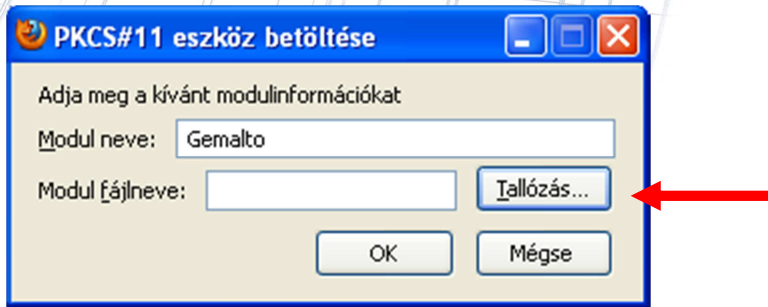 PKCS#11 eszköz betöltése
Adja meg a kívánt modulinformációkat
Modul neve: Gemalto
Modul fájlneve: Tallózás...
OK Mégse